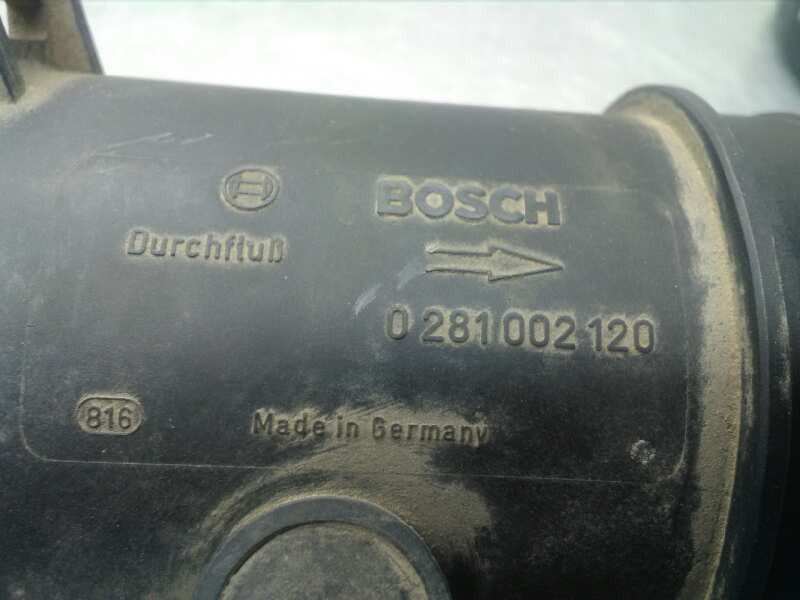 BOSCH
Durchfluß
0 281 002 120
816
Made in Germany